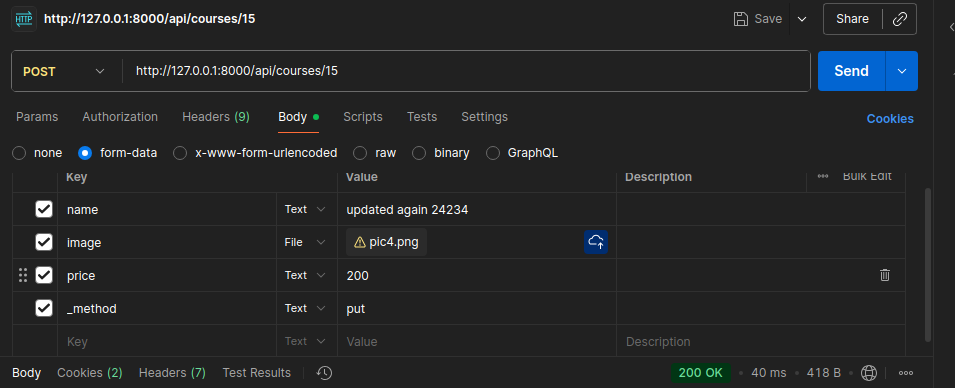 HTTP http://127.0.0.1:8000/api/courses/15 Save Share
POST http://127.0.0.1:8000/api/courses/15 Send
Params Authorization Headers (9) Body Scripts Tests Settings Cookies
none form-data x-www-form-urlencoded raw binary GraphQL
Key Value Description Bulk Edit
name Text updated again 24234
image File pic4.png
price Text 200
_method Text put
Key Text Value Description
Body Cookies (2) Headers (7) Test Results 200 OK 40 ms 418 B